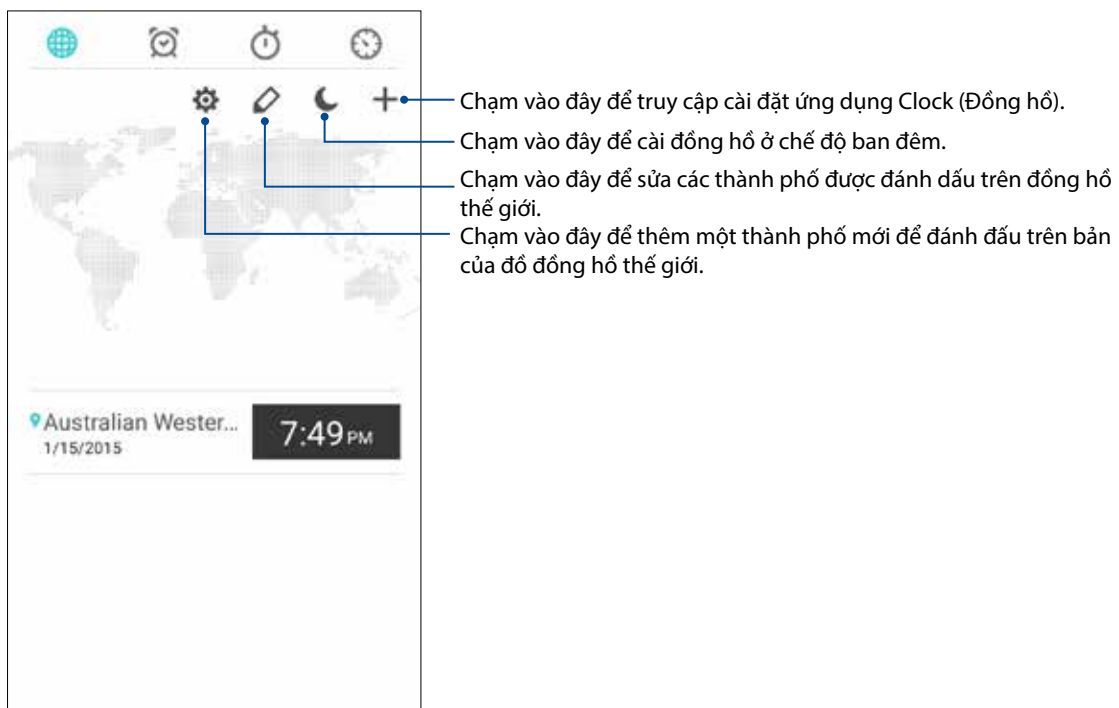 Chạm vào đây để truy cập cài đặt ứng dụng Clock (Đồng hồ).
Chạm vào đây để cài đồng hồ ở chế độ ban đêm.
Chạm vào đây để sửa các thành phố được đánh dấu trên đồng hồ
thế giới.
Chạm vào đây để thêm một thành phố mới để đánh đấu trên bản
của đồ đồng hồ thế giới.
Australian Wester...
1/15/2015
7:49 PM